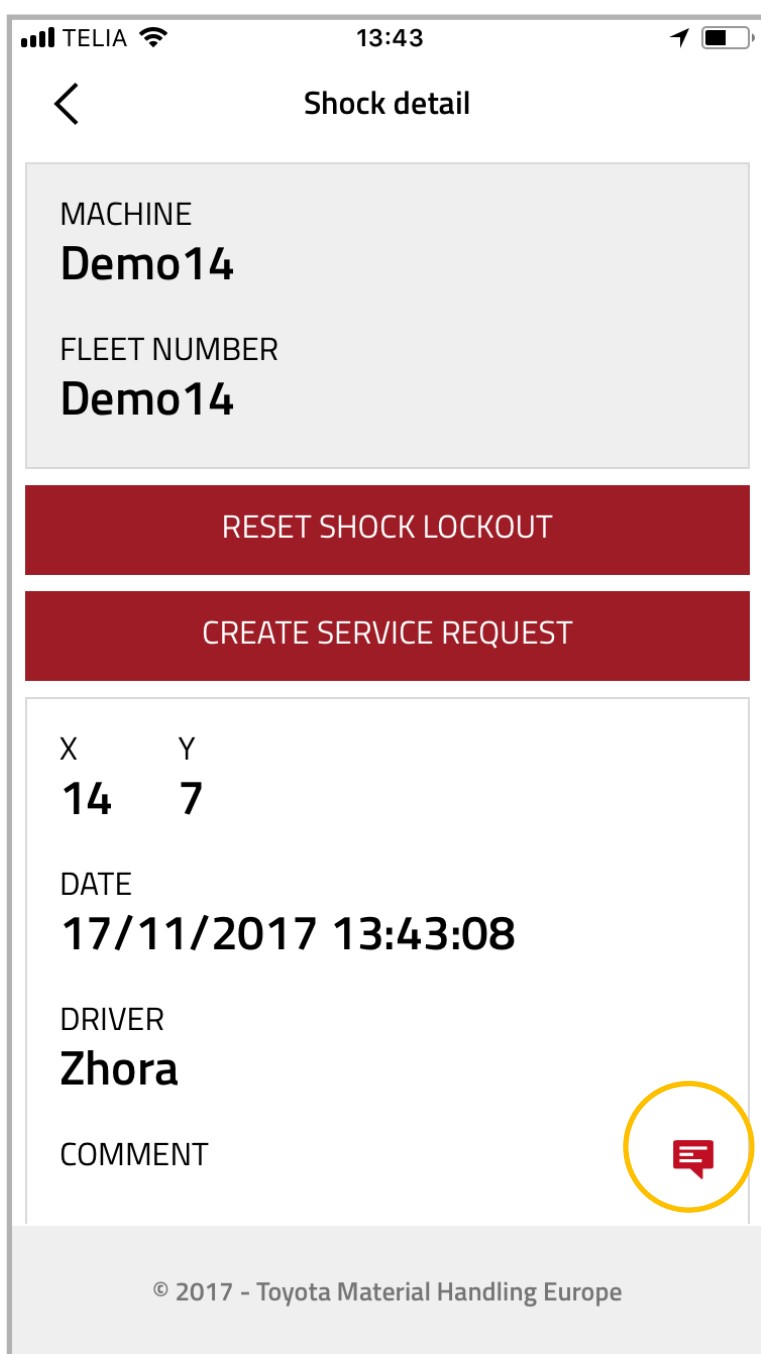 TELIA 13:43
Shock detail
MACHINE
Demo14
FLEET NUMBER
Demo14
RESET SHOCK LOCKOUT
CREATE SERVICE REQUEST
X Y
14 7
DATE
17/11/2017 13:43:08
DRIVER
Zhora
COMMENT
© 2017 - Toyota Material Handling Europe